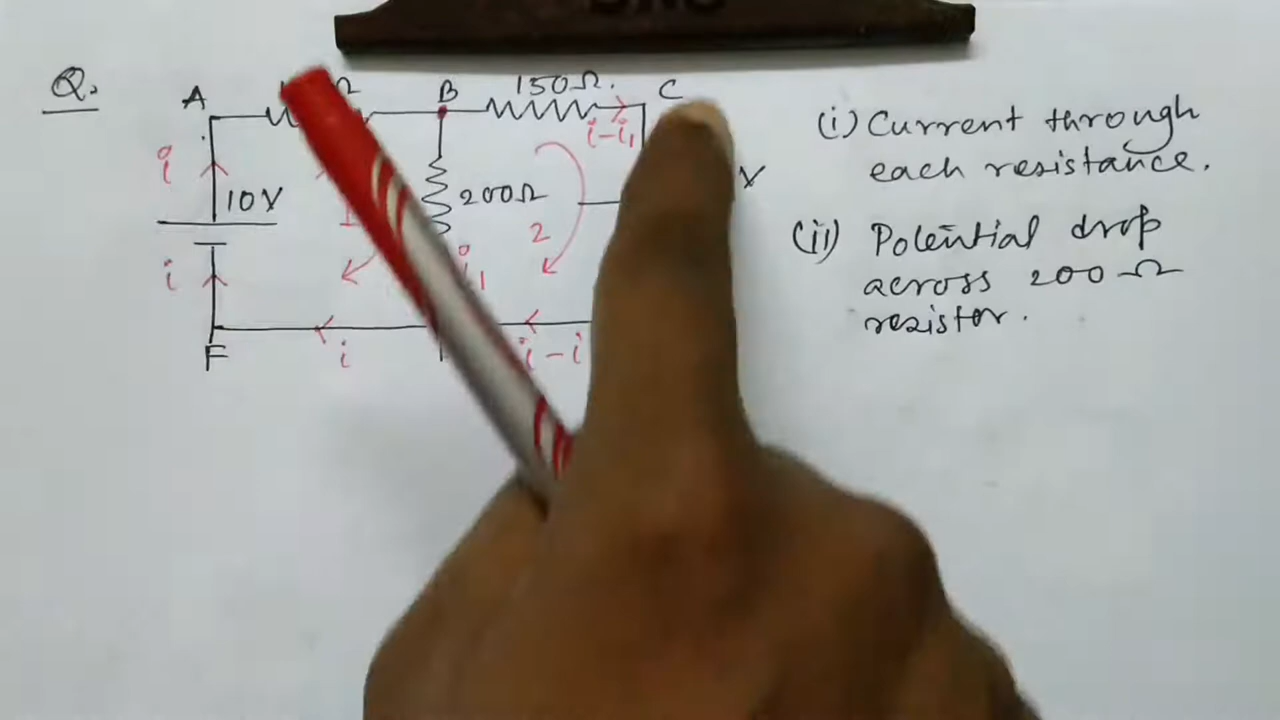 Q.
A
B
150Ω.
C
i
i-i₁
10V
200Ω
V
2
i
i₁
F
i
i-i
(i) Current through
each resistance.
(ii) Potential drop
across 200Ω
resistor.